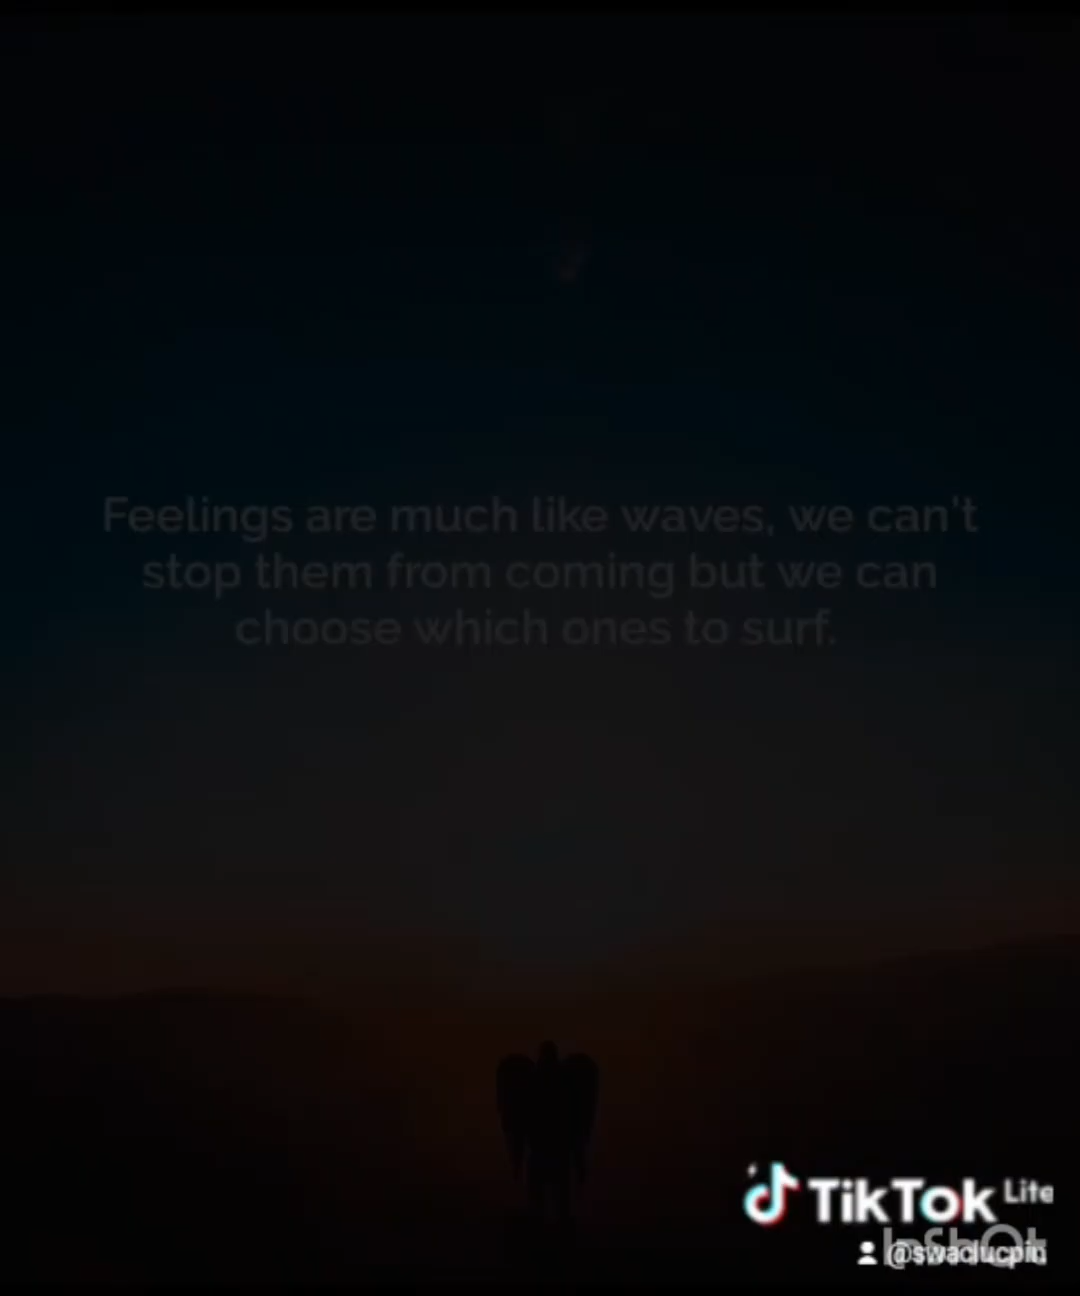 Feelings are much like waves, we can't
stop them from coming but we can
choose which ones to surf.
TikTok Lite
InShOt